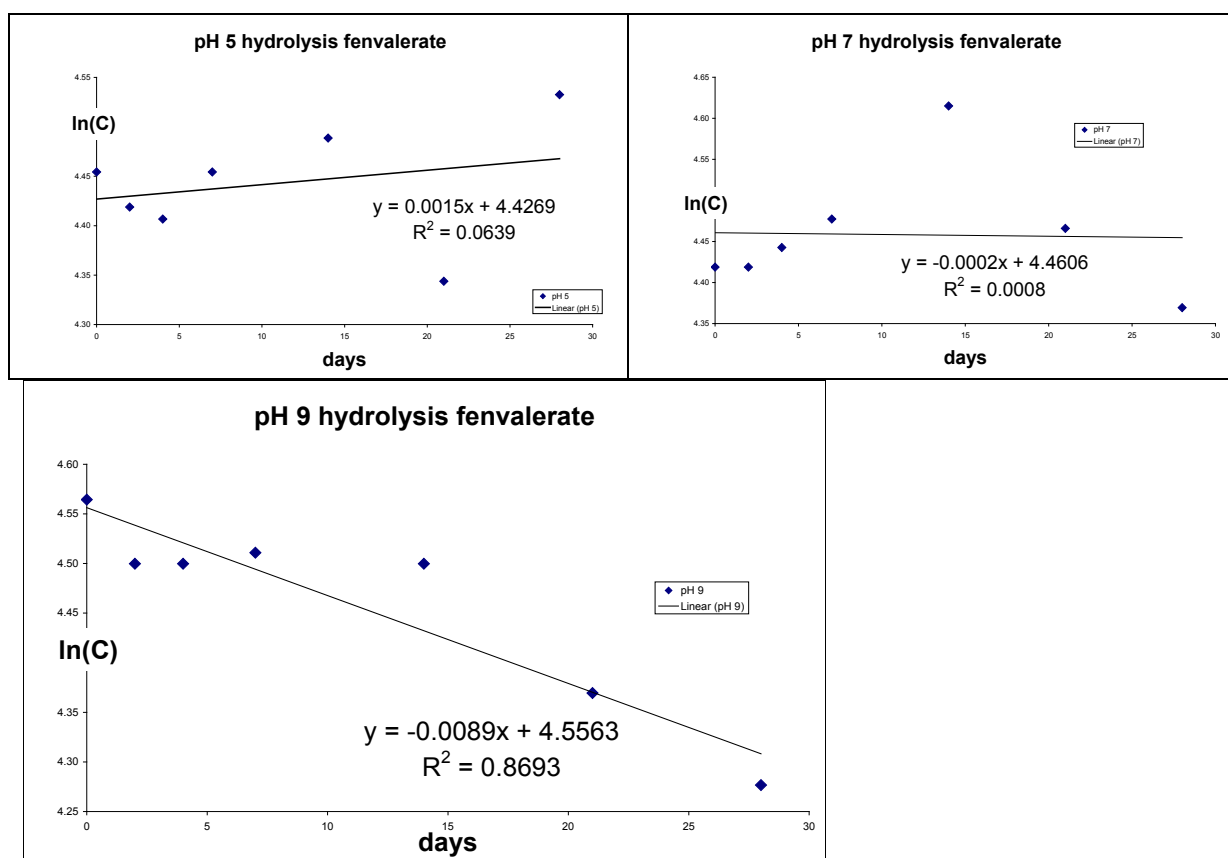 pH 5 hydrolysis fenvalerate
4.55
ln(C)
4.45
4.40
4.35
4.30
0 5 10 15 20 25 30
days
y = 0.0015x + 4.4269
R² = 0.0639
pH 5
Linear (pH 5)
pH 7 hydrolysis fenvalerate
4.65
4.60
4.55
ln(C)
4.45
4.40
4.35
0 5 10 15 20 25 30
days
pH 7
Linear (pH 7)
y = -0.0002x + 4.4606
R² = 0.0008
pH 9 hydrolysis fenvalerate
4.60
4.55
4.50
4.45
ln(C)
4.35
4.30
4.25
0 5 10 15 20 25 30
days
pH 9
Linear (pH 9)
y = -0.0089x + 4.5563
R² = 0.8693